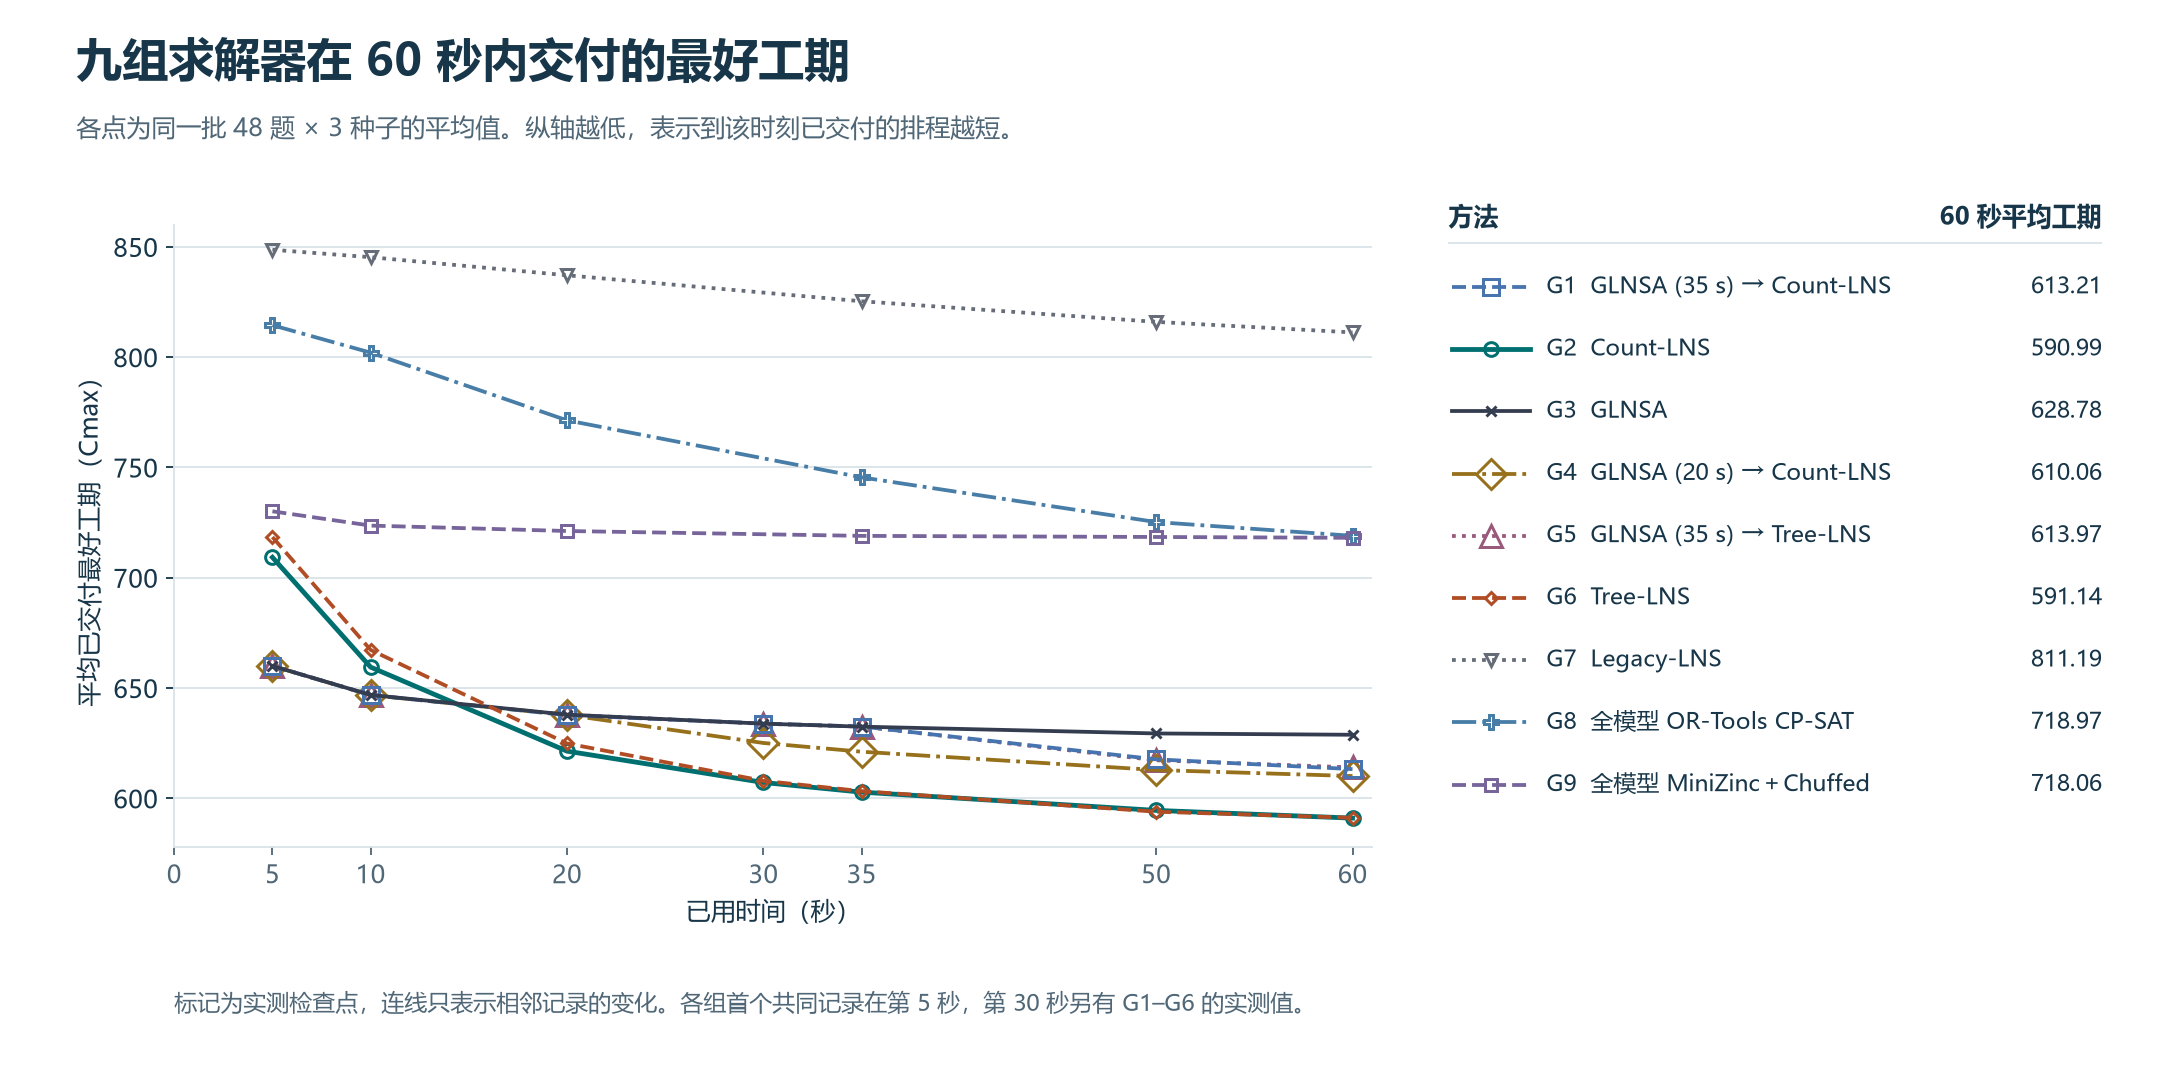 九组求解器在 60 秒内交付的最好工期
各点为同一批 48 题 × 3 种子的平均值。纵轴越低，表示到该时刻已交付的排程越短。
平均已交付最好工期（Cmax）
850
800
750
700
650
600
0 5 10 20 30 35 50 60
已用时间（秒）
方法 60 秒平均工期
G1 GLNSA (35 s) → Count-LNS 613.21
G2 Count-LNS 590.99
G3 GLNSA 628.78
G4 GLNSA (20 s) → Count-LNS 610.06
G5 GLNSA (35 s) → Tree-LNS 613.97
G6 Tree-LNS 591.14
G7 Legacy-LNS 811.19
G8 全模型 OR-Tools CP-SAT 718.97
G9 全模型 MiniZinc + Chuffed 718.06
标记为实测检查点，连线只表示相邻记录的变化。各组首个共同记录在第 5 秒，第 30 秒另有 G1–G6 的实测值。